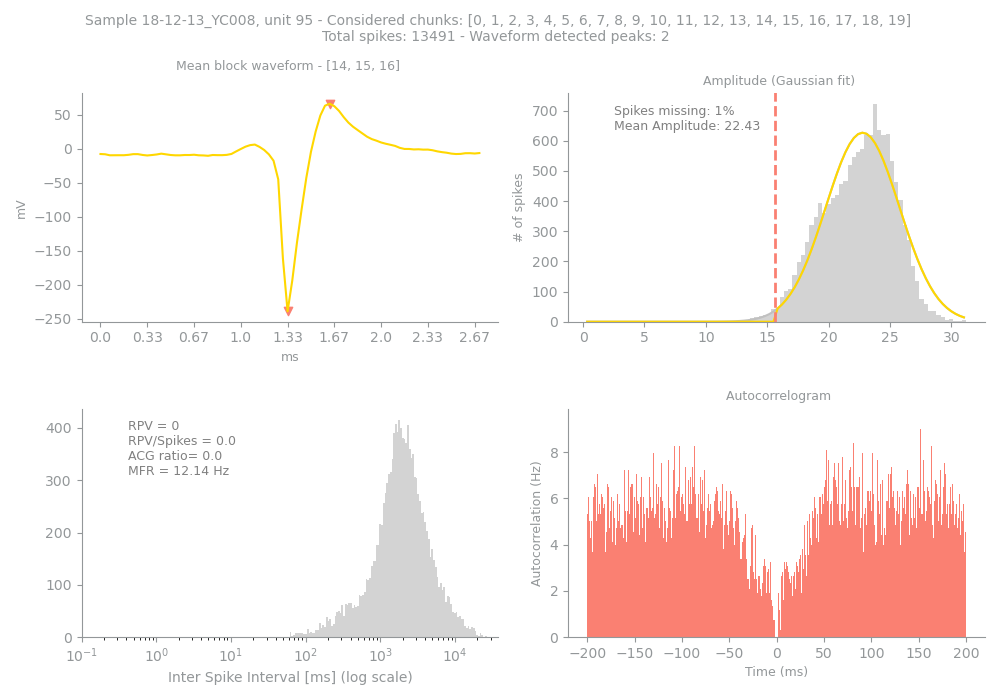 Sample 18-12-13_YC008, unit 95 - Considered chunks: [0, 1, 2, 3, 4, 5, 6, 7, 8, 9, 10, 11, 12, 13, 14, 15, 16, 17, 18, 19]
Total spikes: 13491 - Waveform detected peaks: 2
Mean block waveform - [14, 15, 16]
50
0
−50
−100
−150
−200
−250
mV
0.0 0.33 0.67 1.0 1.33 1.67 2.0 2.33 2.67
ms
Amplitude (Gaussian fit)
Spikes missing: 1%
Mean Amplitude: 22.43
700
600
500
400
300
200
100
0
# of spikes
0 5 10 15 20 25 30
RPV = 0
RPV/Spikes = 0.0
ACG ratio= 0.0
MFR = 12.14 Hz
400
300
200
100
0
10⁻¹ 10⁰ 10¹ 10² 10³ 10⁴
Inter Spike Interval [ms] (log scale)
Autocorrelogram
8
6
4
2
0
Autocorrelation (Hz)
−200 −150 −100 −50 0 50 100 150 200
Time (ms)